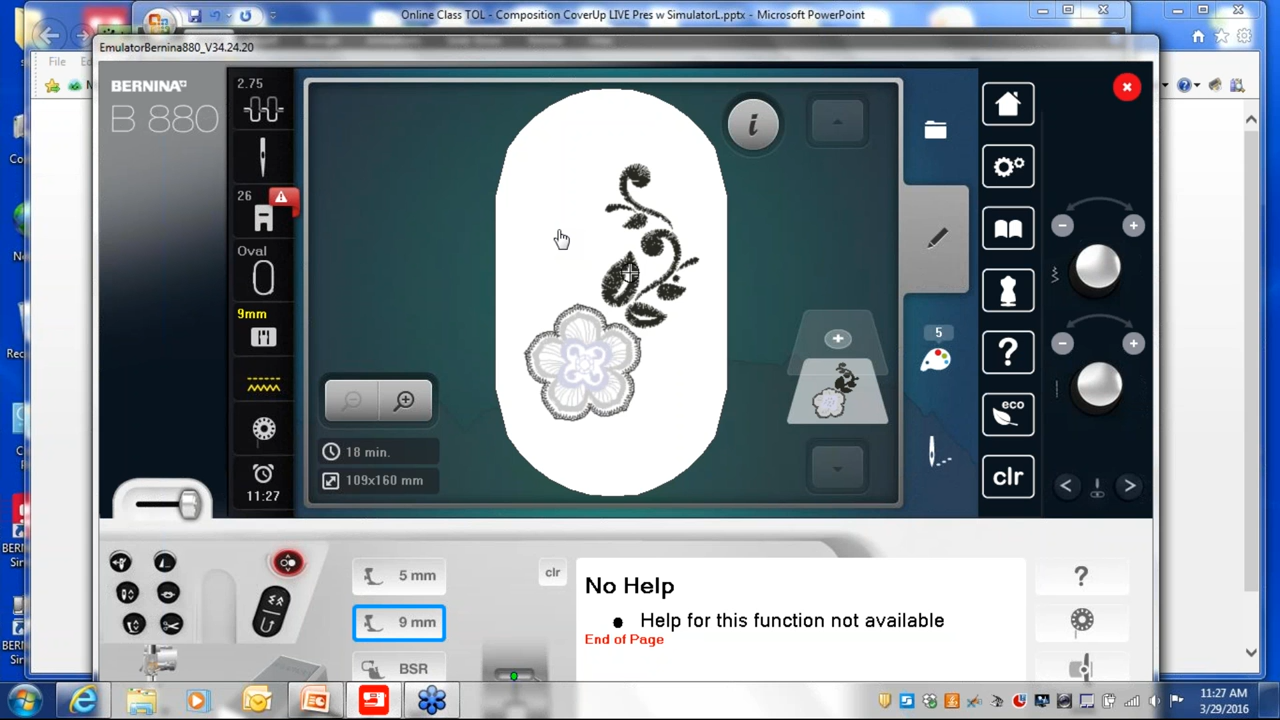 Online Class TOL - Composition CoverUp LIVE Pres w SimulatorL.pptx - Microsoft PowerPoint
EmulatorBernina880_V34.24.20
File
BERNINA
B 880
2.75
26
Oval
9mm
11:27
i
18 min.
109x160 mm
5
?
eco
clr
5 mm
9 mm
BSR
clr
No Help
Help for this function not available
End of Page
?
11:27 AM
3/29/2016